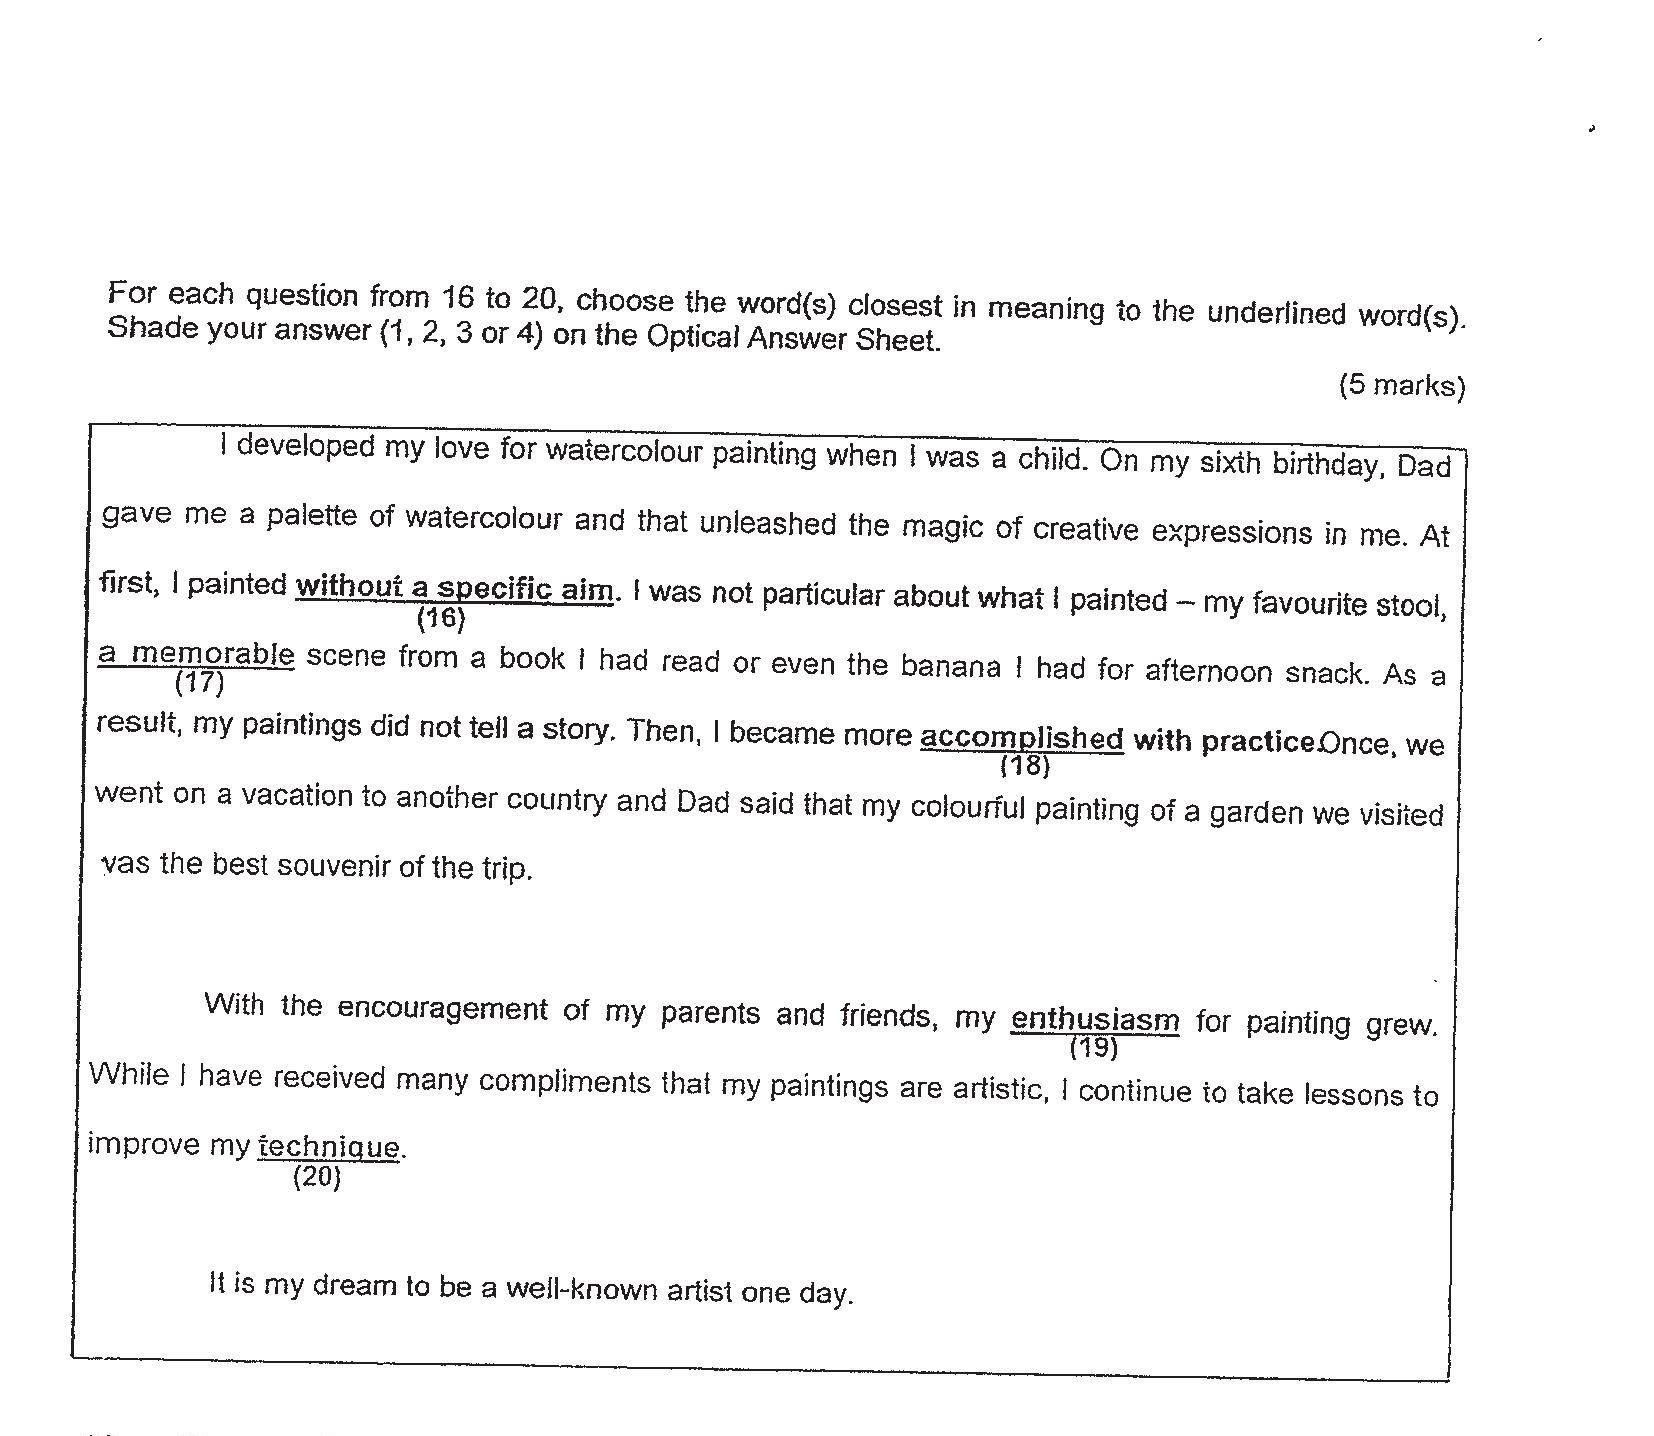 For each question from 16 to 20, choose the word(s) closest in meaning to the underlined word(s).
Shade your answer (1, 2, 3 or 4) on the Optical Answer Sheet.
(5 marks)
I developed my love for watercolour painting when I was a child. On my sixth birthday, Dad
gave me a palette of watercolour and that unleashed the magic of creative expressions in me. At
first, I painted without a specific aim. I was not particular about what I painted – my favourite stool,
(16)
a memorable scene from a book I had read or even the banana I had for afternoon snack. As a
(17)
result, my paintings did not tell a story. Then, I became more accomplished with practice.Once, we
(18)
went on a vacation to another country and Dad said that my colourful painting of a garden we visited
vas the best souvenir of the trip.
With the encouragement of my parents and friends, my enthusiasm for painting grew.
(19)
While I have received many compliments that my paintings are artistic, I continue to take lessons to
improve my technique.
(20)
It is my dream to be a well-known artist one day.